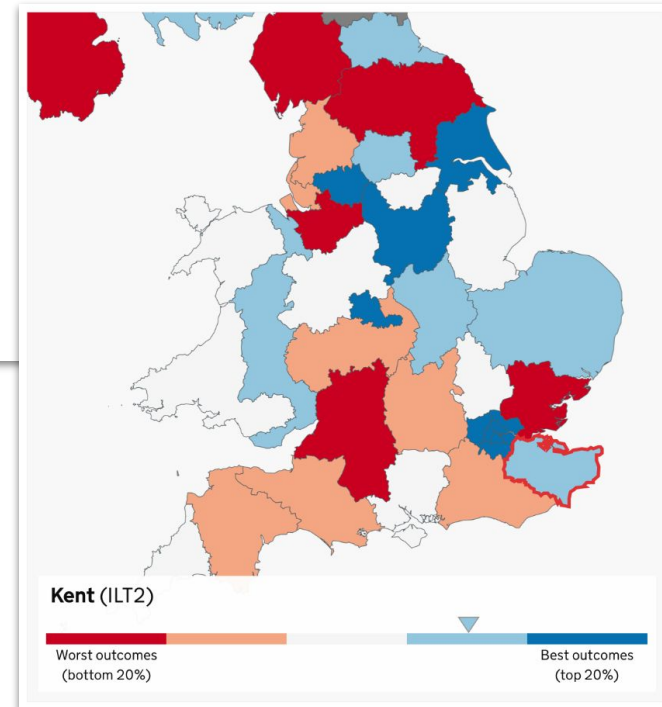 Kent (ILT2)
Worst outcomes
(bottom 20%)
Best outcomes
(top 20%)